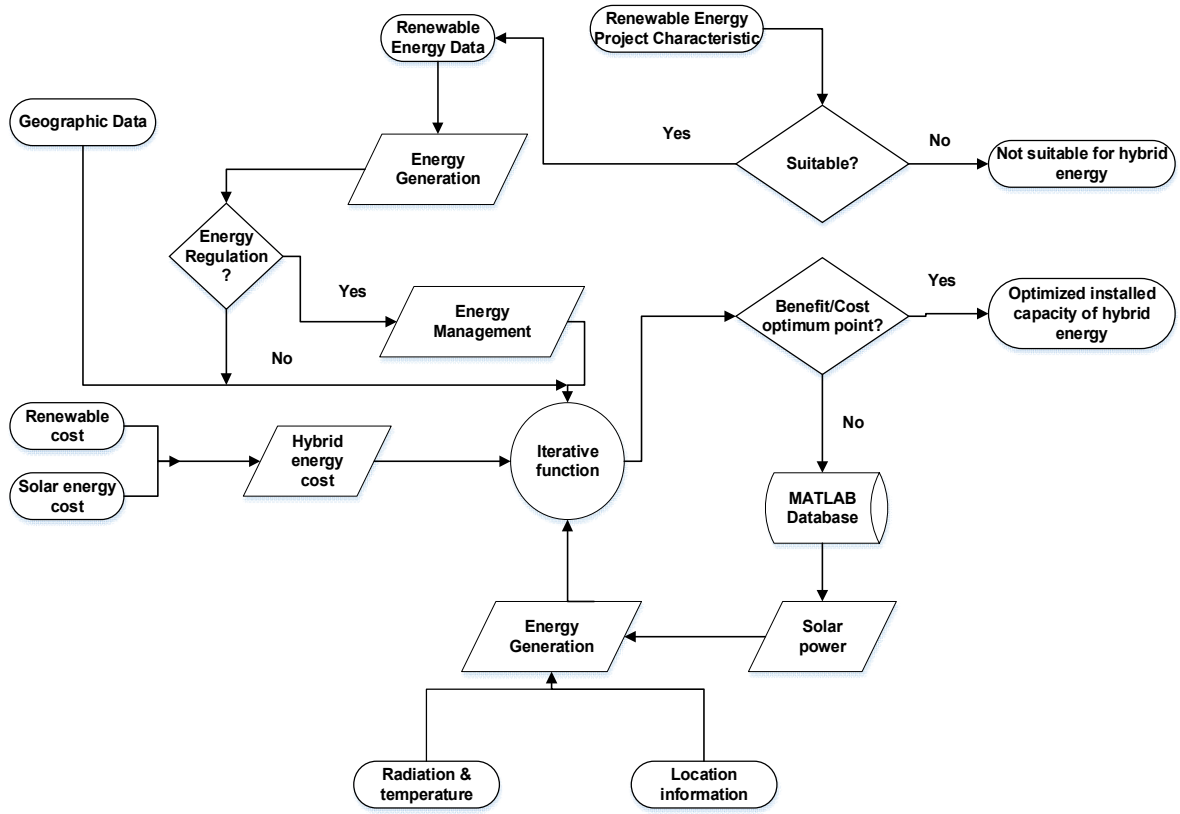 Renewable
Energy Data
Renewable Energy
Project Characteristic
Geographic Data
Yes
No
Suitable?
Not suitable for hybrid
energy
Energy
Generation
Energy
Regulation
?
Yes
Energy
Management
No
Benefit/Cost
optimum point?
Yes
Optimized installed
capacity of hybrid
energy
Renewable
cost
Solar energy
cost
Hybrid
energy
cost
Iterative
function
No
MATLAB
Database
Energy
Generation
Solar
power
Radiation &
temperature
Location
information